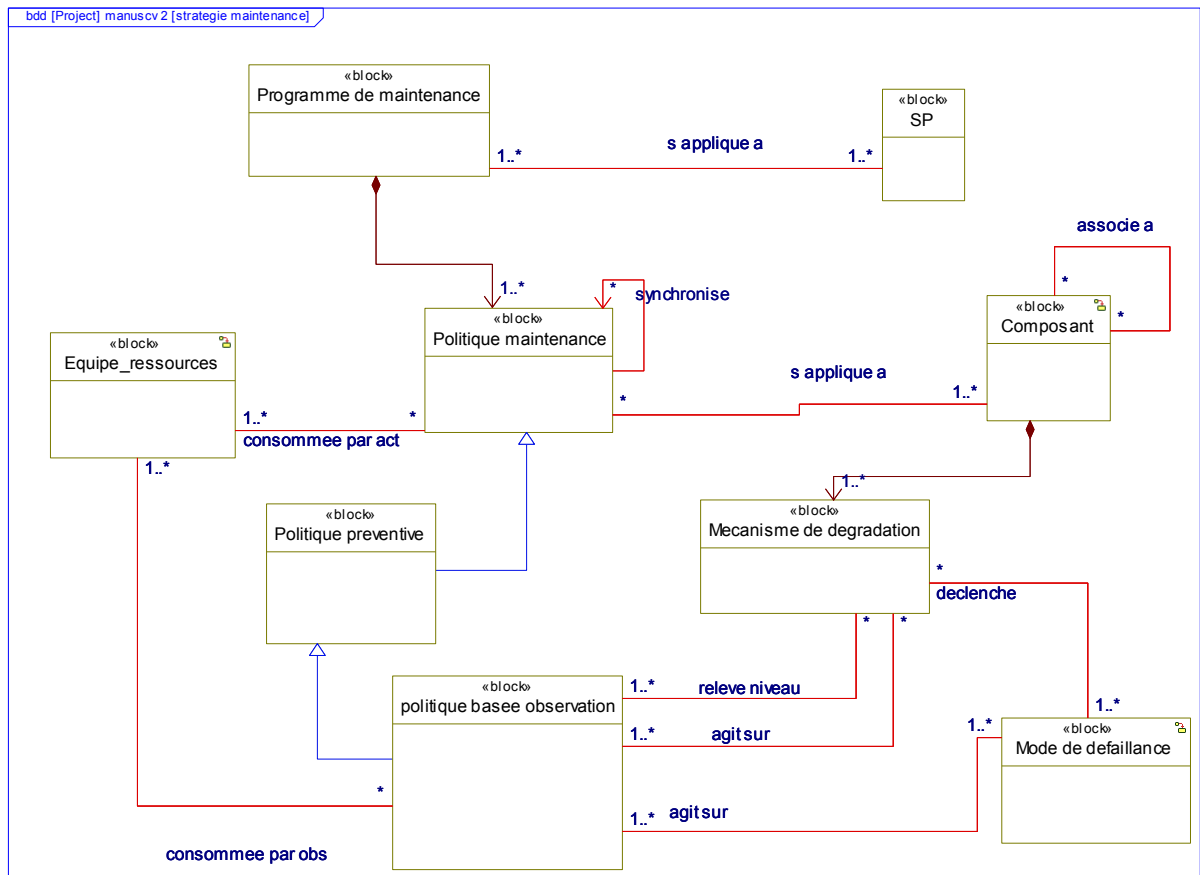 bdd [Project] manuscv2 [strategie maintenance]
«block»
Programme de maintenance
«block»
SP
s applique a
1..*
1..*
associe a
*
*
1..*
*
synchronise
«block»
Politique maintenance
«block»
Composant
«block»
Equipe_ressources
s applique a
*
1..*
1..*
*
consommee par act
1..*
1..*
«block»
Politique preventive
«block»
Mecanisme de degradation
*
declenche
*
*
«block»
politique basee observation
1..*
releve niveau
1..*
agit sur
1..*
1..*
«block»
Mode de defaillance
*
1..*
agit sur
consommee par obs